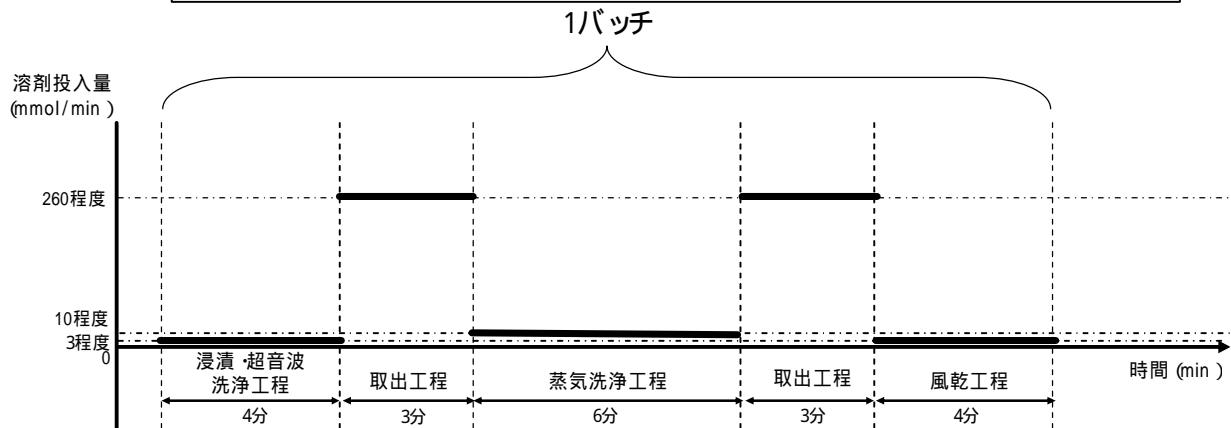 1バッチ
溶剤投入量
(mmol/min)
260程度
10程度
3程度
0
浸漬・超音波
洗浄工程
取出工程
蒸気洗浄工程
取出工程
風乾工程
時間 (min)
4分
3分
6分
3分
4分